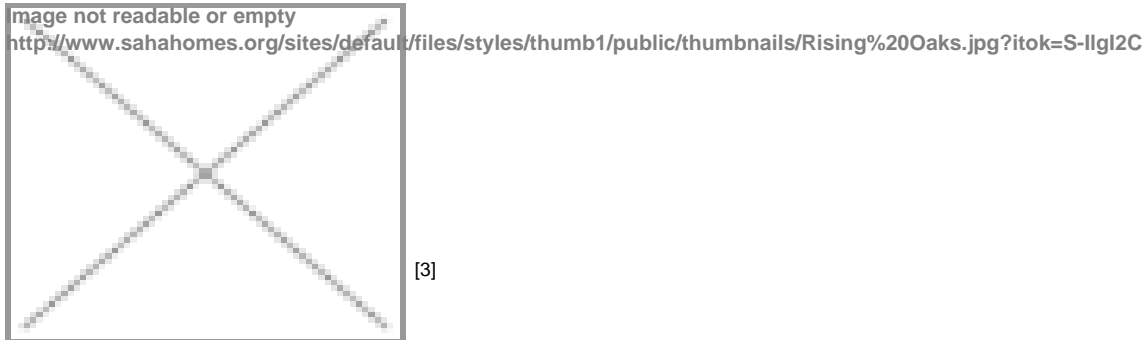 Image not readable or empty
http://www.sahahomes.org/sites/default/files/styles/thumb1/public/thumbnails/Rising%20Oaks.jpg?itok=S-IIgI2C
[3]